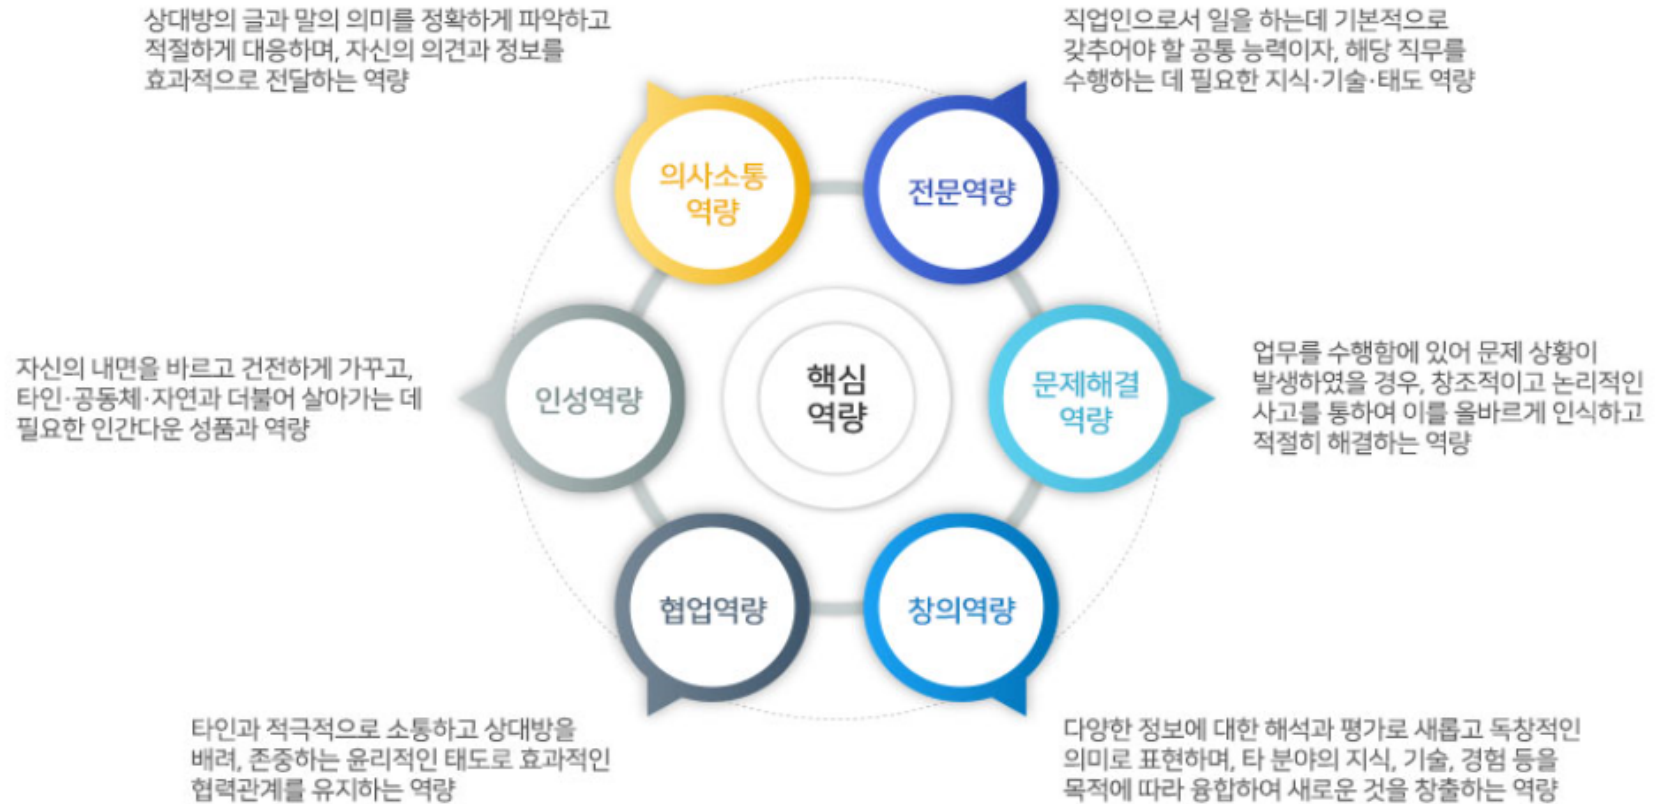 상대방의 글과 말의 의미를 정확하게 파악하고
적절하게 대응하며, 자신의 의견과 정보를
효과적으로 전달하는 역량
직업인으로서 일을 하는데 기본적으로
갖추어야 할 공통 능력이자, 해당 직무를
수행하는 데 필요한 지식·기술·태도 역량
의사소통
역량
전문역량
자신의 내면을 바르고 건전하게 가꾸고,
타인·공동체·자연과 더불어 살아가는 데
필요한 인간다운 성품과 역량
인성역량
핵심
역량
문제해결
역량
업무를 수행함에 있어 문제 상황이
발생하였을 경우, 창조적이고 논리적인
사고를 통하여 이를 올바르게 인식하고
적절히 해결하는 역량
협업역량
창의역량
타인과 적극적으로 소통하고 상대방을
배려, 존중하는 윤리적인 태도로 효과적인
협력관계를 유지하는 역량
다양한 정보에 대한 해석과 평가로 새롭고 독창적인
의미로 표현하며, 타 분야의 지식, 기술, 경험 등을
목적에 따라 융합하여 새로운 것을 창출하는 역량